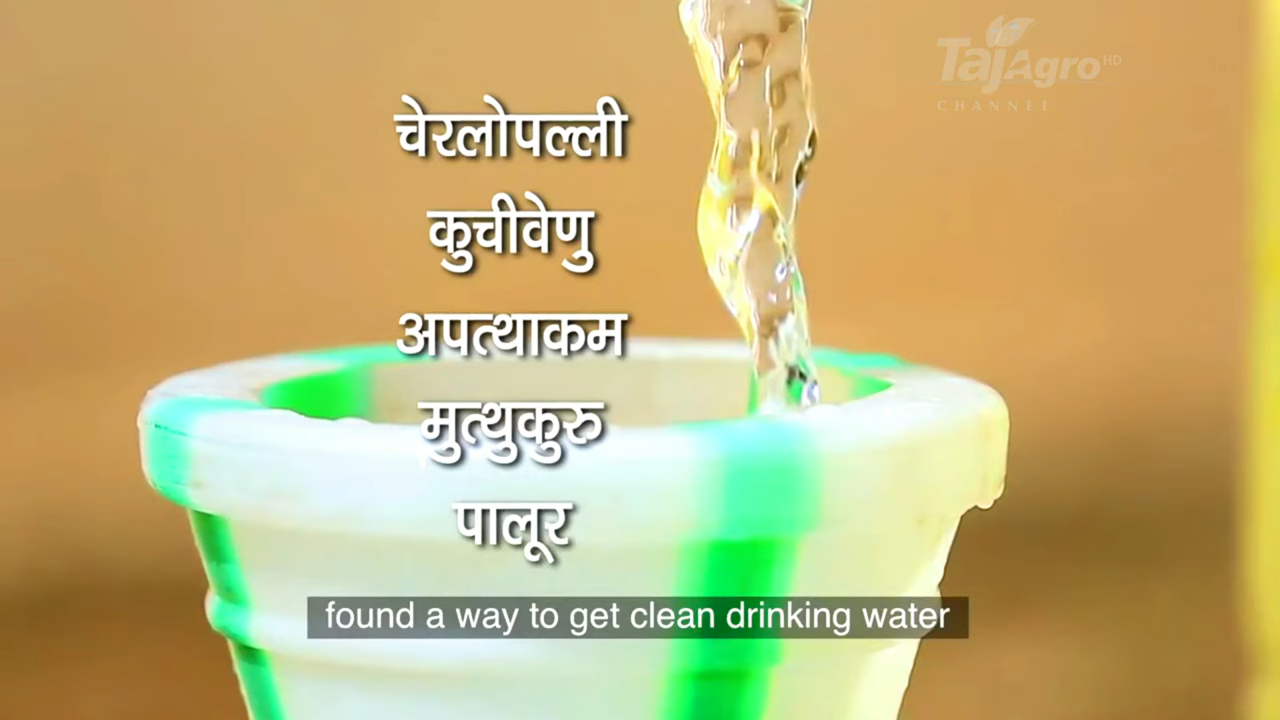 TajAgro HD
CHANNEL
चेरलोपल्ली
कुचीवेणु
अपत्थाकम
मुत्थुकुरु
पालूर
found a way to get clean drinking water